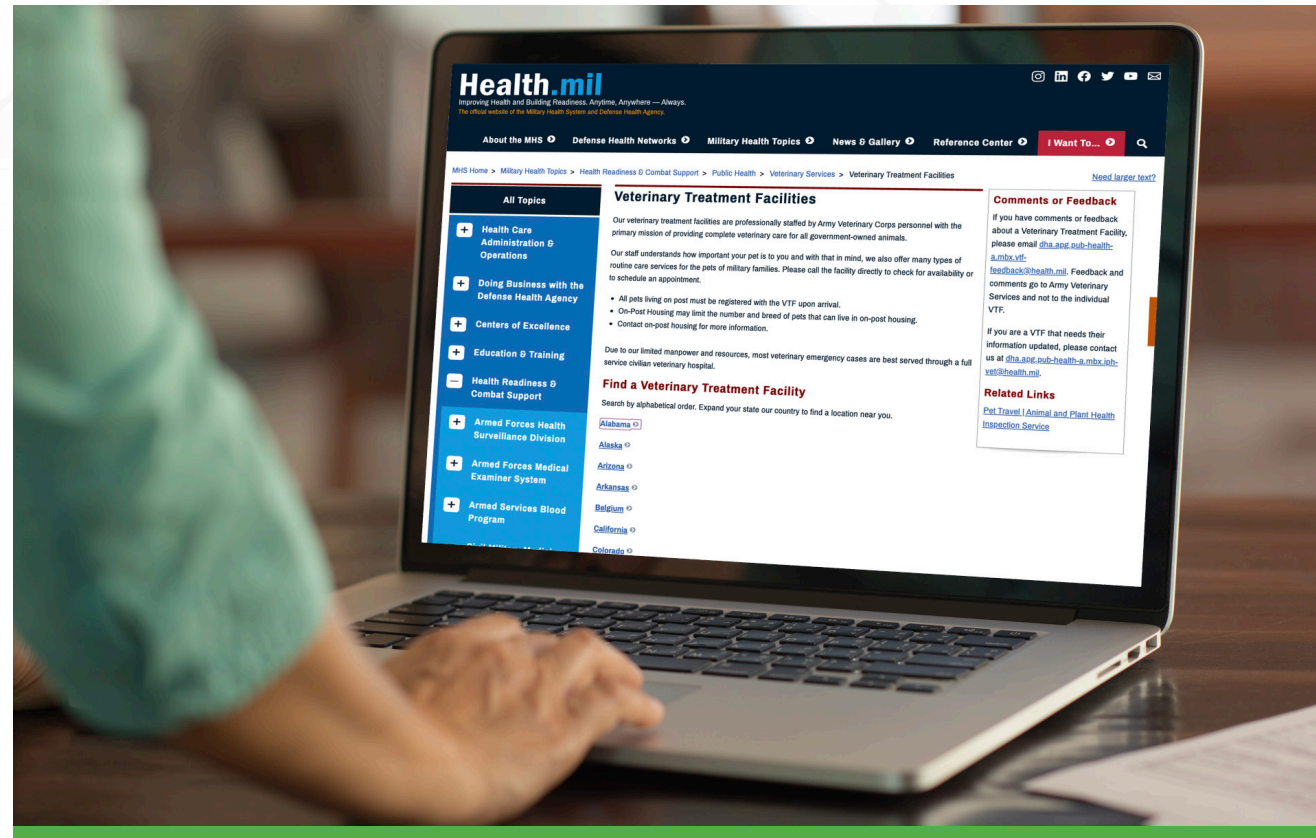 Health.mil
Improving Health and Building Readiness. Anytime, Anywhere — Always.
The official website of the Military Health System and Defense Health Agency.
About the MHS
Defense Health Networks
Military Health Topics
News & Gallery
Reference Center
I Want To...
MHS Home > Military Health Topics > Health Readiness & Combat Support > Public Health > Veterinary Services > Veterinary Treatment Facilities
Need larger text?
All Topics
Health Care
Administration &
Operations
Doing Business with the
Defense Health Agency
Centers of Excellence
Education & Training
Health Readiness &
Combat Support
Armed Forces Health
Surveillance Division
Armed Forces Medical
Examiner System
Armed Services Blood
Program
Veterinary Treatment Facilities
Our veterinary treatment facilities are professionally staffed by Army Veterinary Corps personnel with the
primary mission of providing complete veterinary care for all government-owned animals.
Our staff understands how important your pet is to you and with that in mind, we also offer many types of
routine care services for the pets of military families. Please call the facility directly to check for availability or
to schedule an appointment.
• All pets living on post must be registered with the VTF upon arrival.
• On-Post Housing may limit the number and breed of pets that can live in on-post housing.
• Contact on-post housing for more information.
Due to our limited manpower and resources, most veterinary emergency cases are best served through a full
service civilian veterinary hospital.
Find a Veterinary Treatment Facility
Search by alphabetical order. Expand your state our country to find a location near you.
Alabama
Alaska
Arizona
Arkansas
Belgium
California
Colorado
Comments or Feedback
If you have comments or feedback
about a Veterinary Treatment Facility,
please email dha.apg.pub-health-
a.mbx.vtf-
feedback@health.mil. Feedback and
comments go to Army Veterinary
Services and not to the individual
VTF.
If you are a VTF that needs their
information updated, please contact
us at dha.apg.pub-health-a.mbx.iph-
vet@health.mil.
Related Links
Pet Travel | Animal and Plant Health
Inspection Service